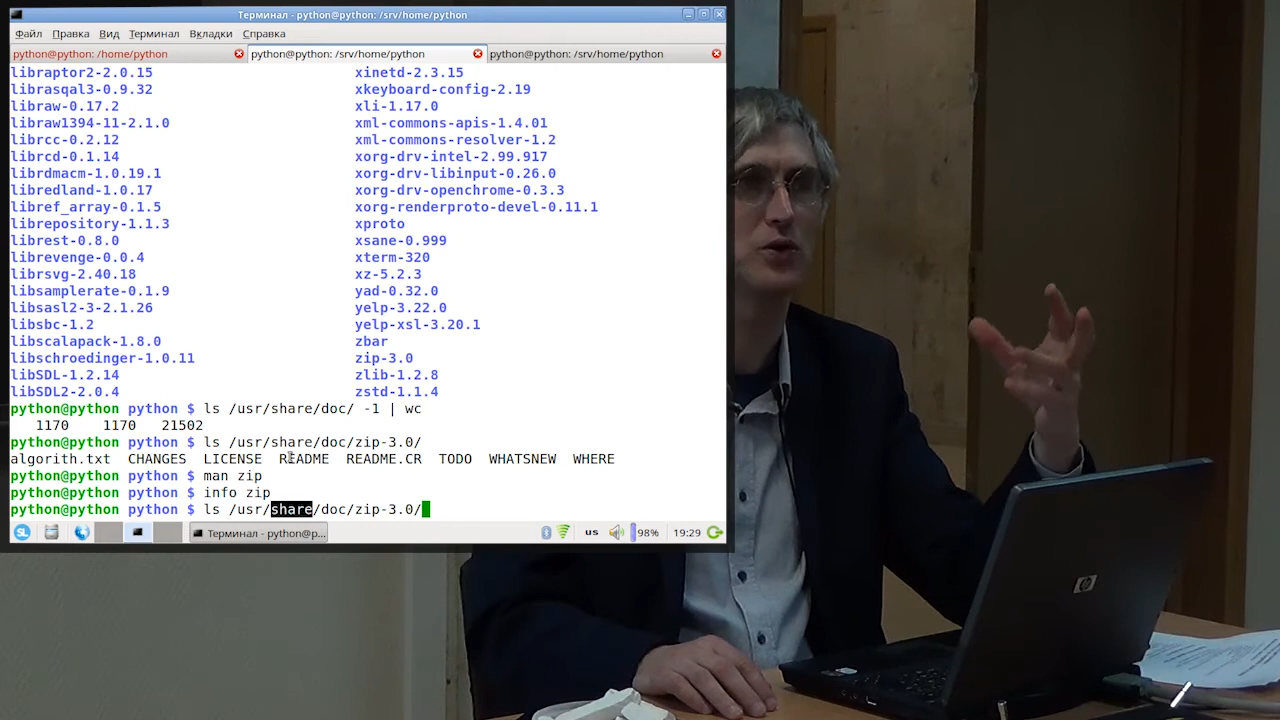 Терминал - python@python: /srv/home/python
Файл Правка Вид Терминал Вкладки Справка
python@python: /home/python python@python: /srv/home/python python@python: /srv/home/python
libraptor2-2.0.15 xinetd-2.3.15
librasqal3-0.9.32 xkeyboard-config-2.19
libraw-0.17.2 xli-1.17.0
libraw1394-11-2.1.0 xml-commons-apis-1.4.01
librcc-0.2.12 xml-commons-resolver-1.2
librcd-0.1.14 xorg-drv-intel-2.99.917
librdmacm-1.0.19.1 xorg-drv-libinput-0.26.0
libredland-1.0.17 xorg-drv-openchrome-0.3.3
libref_array-0.1.5 xorg-renderproto-devel-0.11.1
librepository-1.1.3 xproto
librest-0.8.0 xsane-0.999
librevenge-0.0.4 xterm-320
librsvg-2.40.18 xz-5.2.3
libsamplerate-0.1.9 yad-0.32.0
libsasl2-3-2.1.26 yelp-3.22.0
libsbc-1.2 yelp-xsl-3.20.1
libscalapack-1.8.0 zbar
libschroedinger-1.0.11 zip-3.0
libSDL-1.2.14 zlib-1.2.8
libSDL2-2.0.4 zstd-1.1.4
python@python python $ ls /usr/share/doc/ -1 | wc
1170 1170 21502
python@python python $ ls /usr/share/doc/zip-3.0/
algorith.txt CHANGES LICENSE README README.CR TODO WHATSNEW WHERE
python@python python $ man zip
python@python python $ info zip
python@python python $ ls /usr/share/doc/zip-3.0/
Терминал - python@p... us 98% 19:29
hp